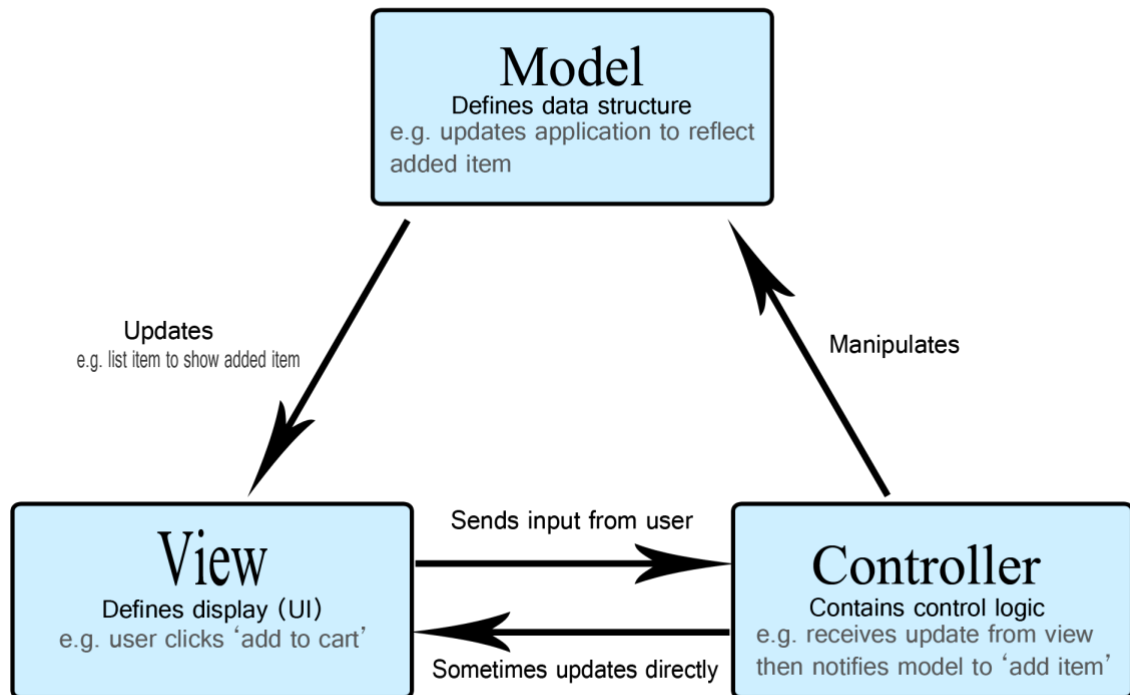 Model
Defines data structure
e.g. updates application to reflect
added item
Updates
e.g. list item to show added item
Manipulates
View
Defines display (UI)
e.g. user clicks ‘add to cart’
Sends input from user
Sometimes updates directly
Controller
Contains control logic
e.g. receives update from view
then notifies model to ‘add item’